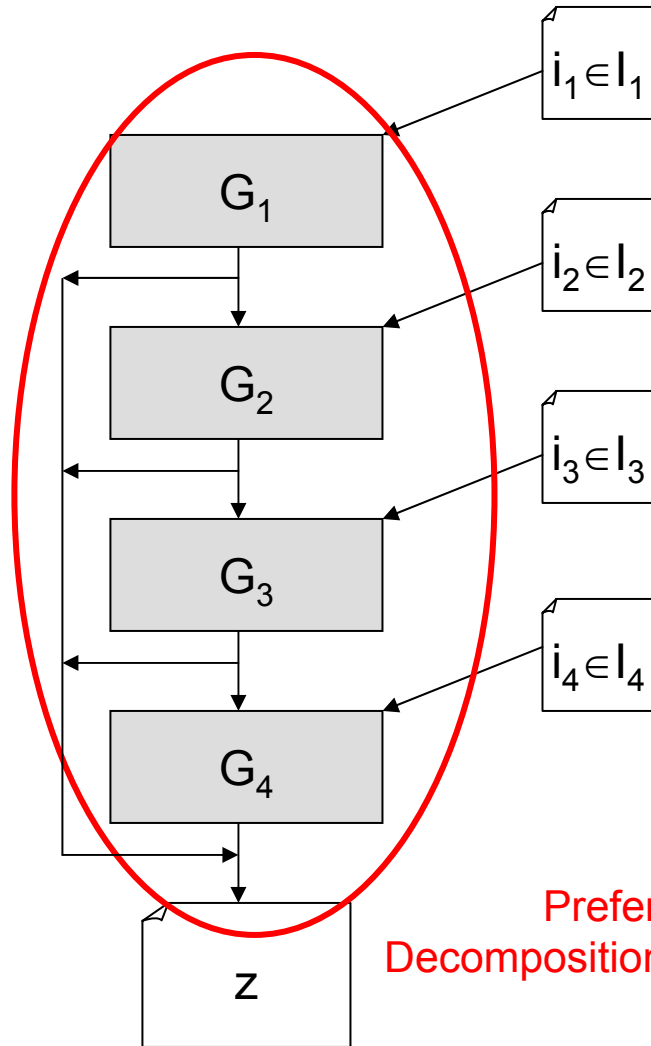 i₁∈I₁
G₁
i₂∈I₂
G₂
i₃∈I₃
G₃
i₄∈I₄
G₄
Prefer
Decomposition
z